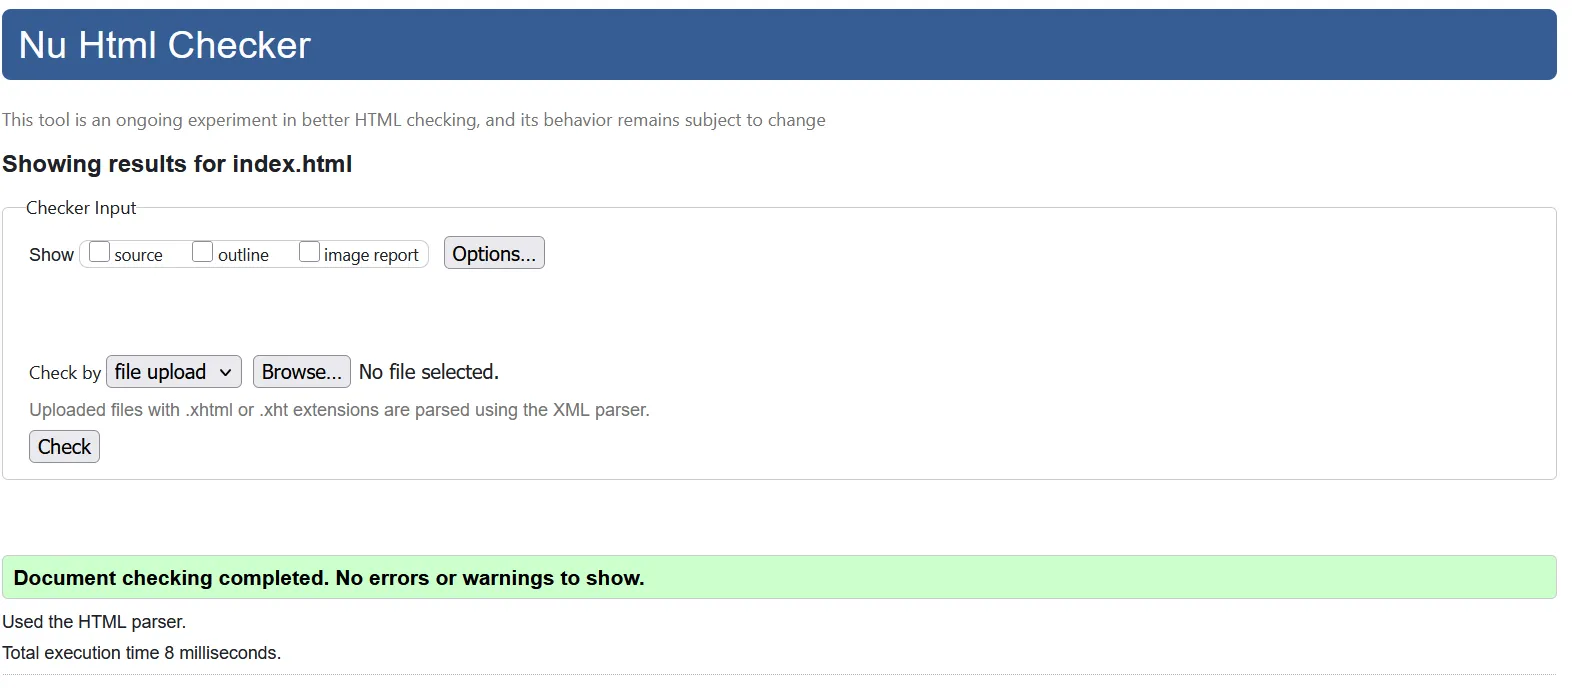 Nu Html Checker
This tool is an ongoing experiment in better HTML checking, and its behavior remains subject to change
Showing results for index.html
Checker Input
Show source outline image report Options...
Check by file upload Browse... No file selected.
Uploaded files with .xhtml or .xht extensions are parsed using the XML parser.
Check
Document checking completed. No errors or warnings to show.
Used the HTML parser.
Total execution time 8 milliseconds.